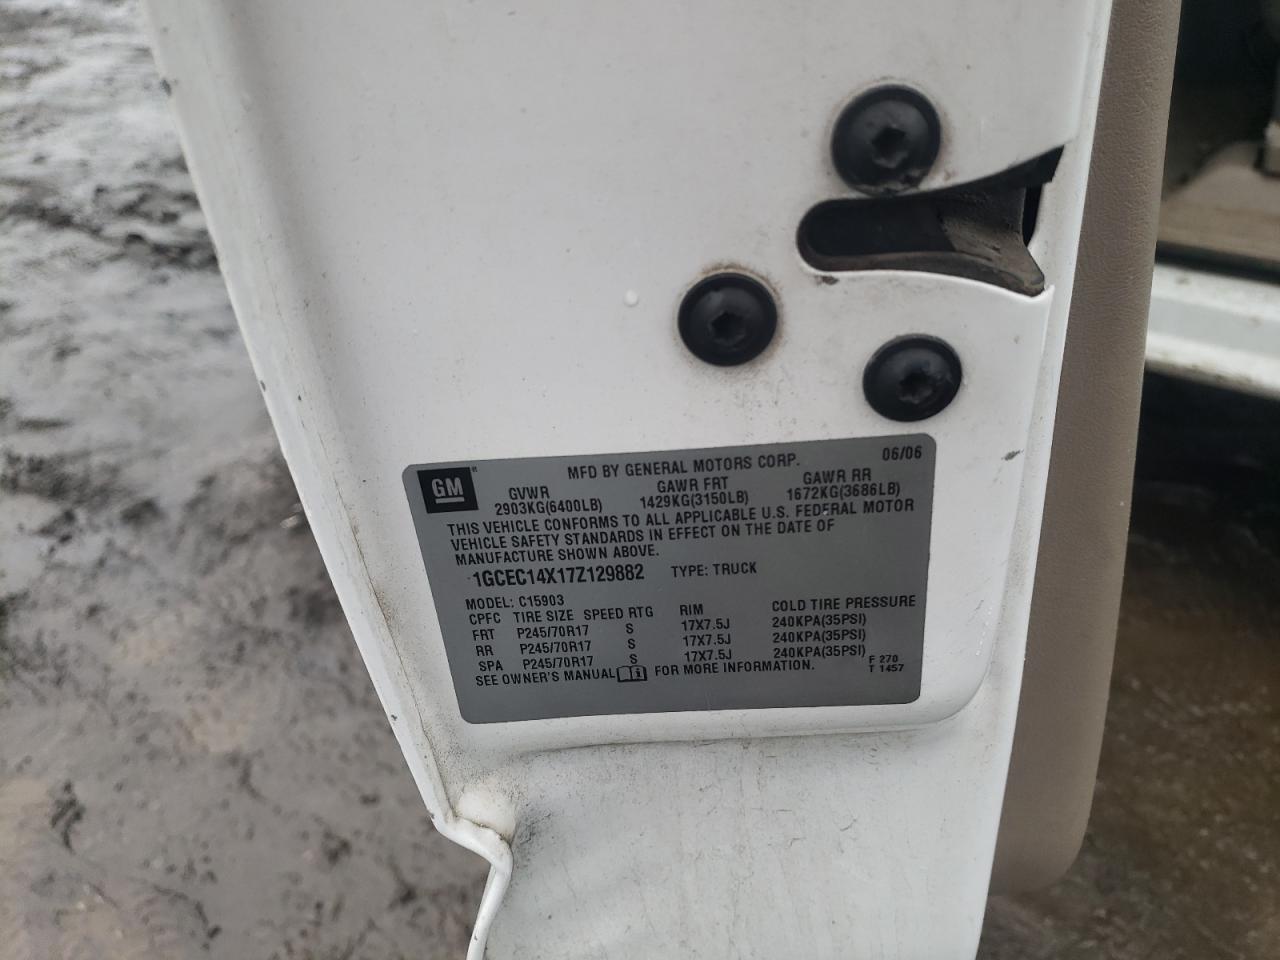 GM
MFD BY GENERAL MOTORS CORP. 06/06
GVWR GAWR FRT GAWR RR
2903KG(6400LB) 1429KG(3150LB) 1672KG(3686LB)
THIS VEHICLE CONFORMS TO ALL APPLICABLE U.S. FEDERAL MOTOR
VEHICLE SAFETY STANDARDS IN EFFECT ON THE DATE OF
MANUFACTURE SHOWN ABOVE.
1GCEC14X17Z129882 TYPE: TRUCK
MODEL: C15903
CPFC TIRE SIZE SPEED RTG RIM COLD TIRE PRESSURE
FRT P245/70R17 S 17X7.5J 240KPA(35PSI)
RR P245/70R17 S 17X7.5J 240KPA(35PSI)
SPA P245/70R17 S 17X7.5J 240KPA(35PSI)
SEE OWNER'S MANUAL FOR MORE INFORMATION.
F 270
T 1457